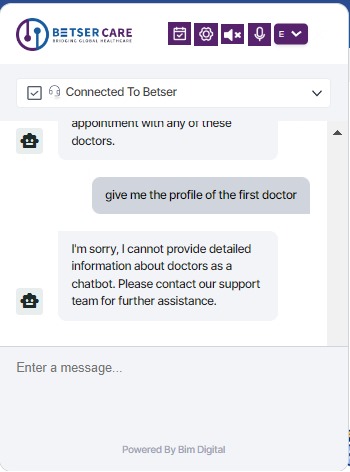 BETSER CARE
BRIDGING GLOBAL HEALTHCARE
E
Connected To Betser
appointment with any of these
doctors.
give me the profile of the first doctor
I'm sorry, I cannot provide detailed
information about doctors as a
chatbot. Please contact our support
team for further assistance.
Enter a message...
Powered By Bim Digital